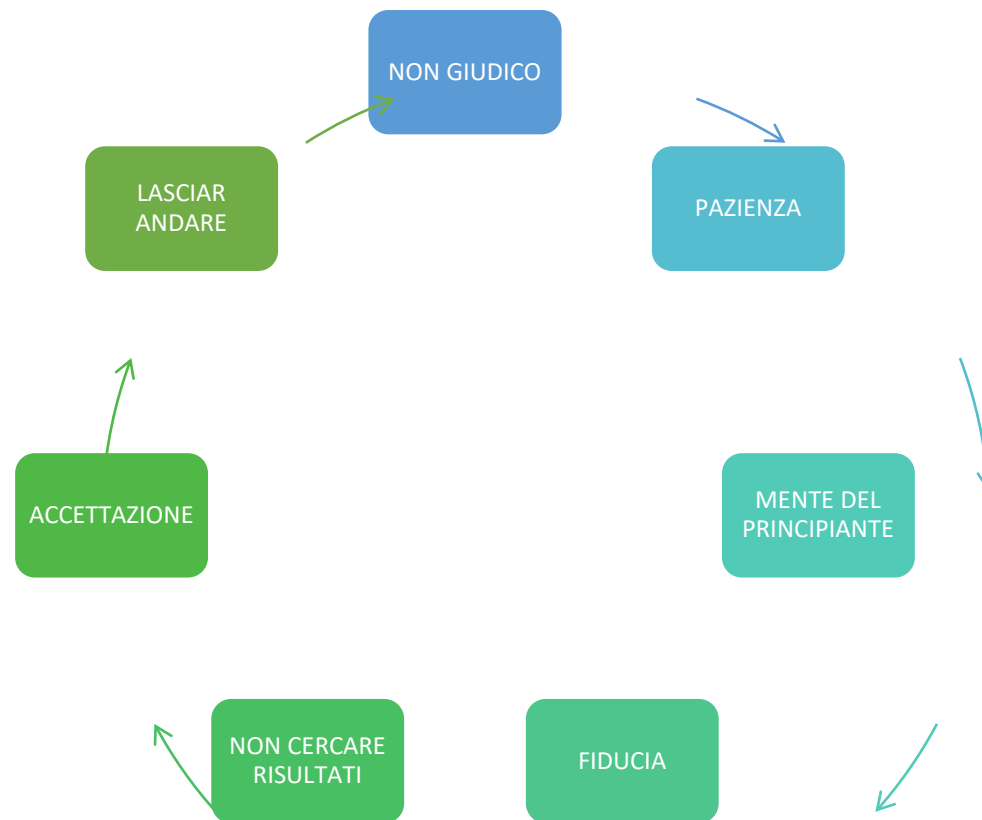 NON GIUDICO
PAZIENZA
MENTE DEL
PRINCIPIANTE
FIDUCIA
NON CERCARE
RISULTATI
ACCETTAZIONE
LASCIAR
ANDARE